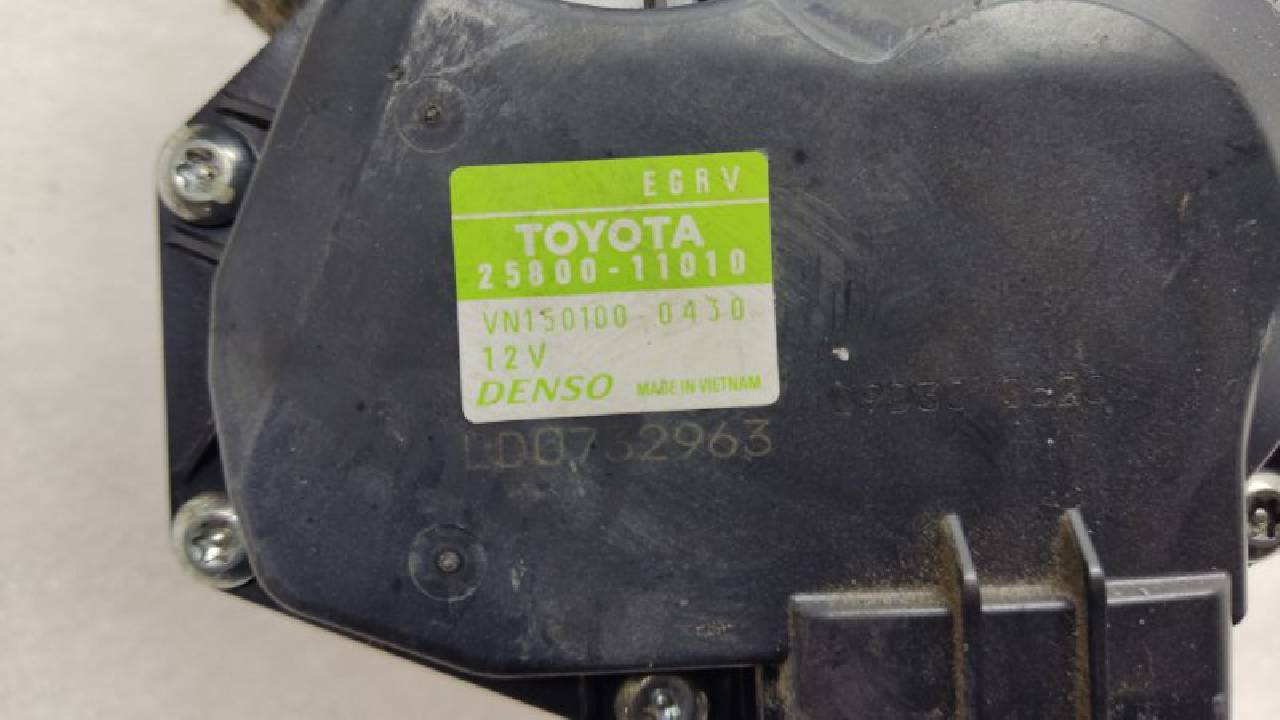 EGRV
TOYOTA
25800-11010
VN150100-0430
12V
DENSO MADE IN VIETNAM